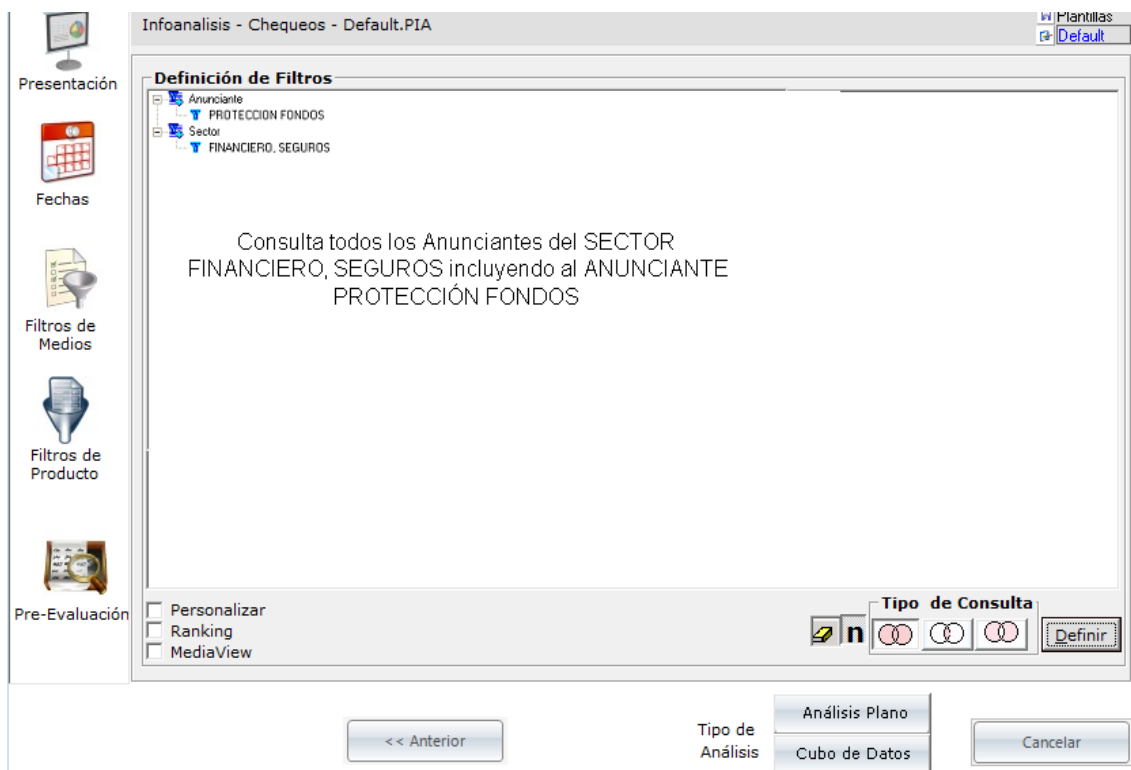 Infoanalisis - Chequeos - Default.PIA
Plantillas
Default
Presentación
Fechas
Filtros de
Medios
Filtros de
Producto
Pre-Evaluación
Definición de Filtros
Anunciante
PROTECCION FONDOS
Sector
FINANCIERO, SEGUROS
Consulta todos los Anunciantes del SECTOR
FINANCIERO, SEGUROS incluyendo al ANUNCIANTE
PROTECCIÓN FONDOS
Personalizar
Ranking
MediaView
n
Tipo de Consulta
Definir
<< Anterior
Tipo de
Análisis
Análisis Plano
Cubo de Datos
Cancelar